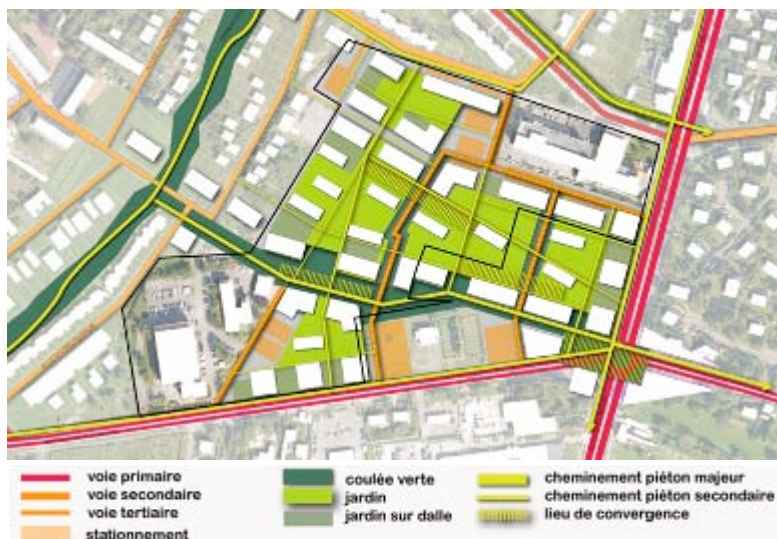 voie primaire
voie secondaire
voie tertiaire
stationnement
coulée verte
jardin
jardin sur dalle
cheminement piéton majeur
cheminement piéton secondaire
lieu de convergence